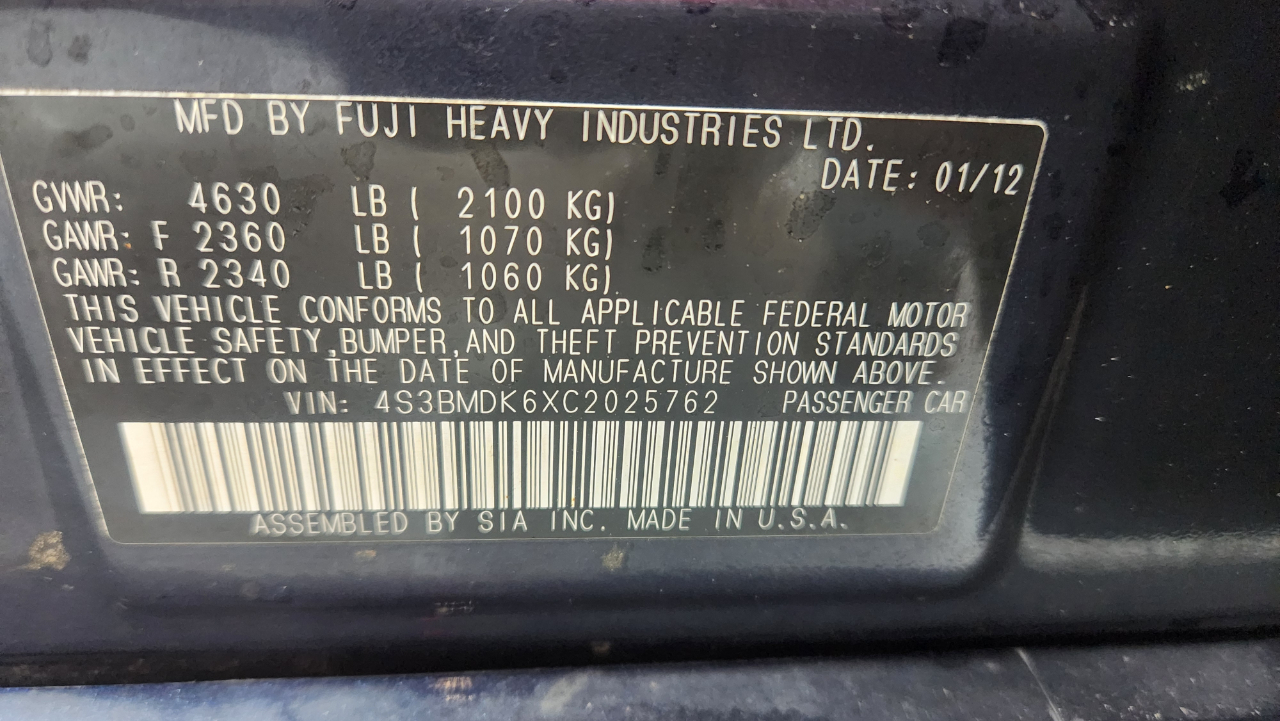 MFD BY FUJI HEAVY INDUSTRIES LTD.
DATE: 01/12
GVWR: 4630 LB ( 2100 KG)
GAWR: F 2360 LB ( 1070 KG)
GAWR: R 2340 LB ( 1060 KG)
THIS VEHICLE CONFORMS TO ALL APPLICABLE FEDERAL MOTOR
VEHICLE SAFETY,BUMPER,AND THEFT PREVENTION STANDARDS
IN EFFECT ON THE DATE OF MANUFACTURE SHOWN ABOVE.
VIN: 4S3BMDK6XC2025762 PASSENGER CAR
ASSEMBLED BY SIA INC. MADE IN U.S.A.